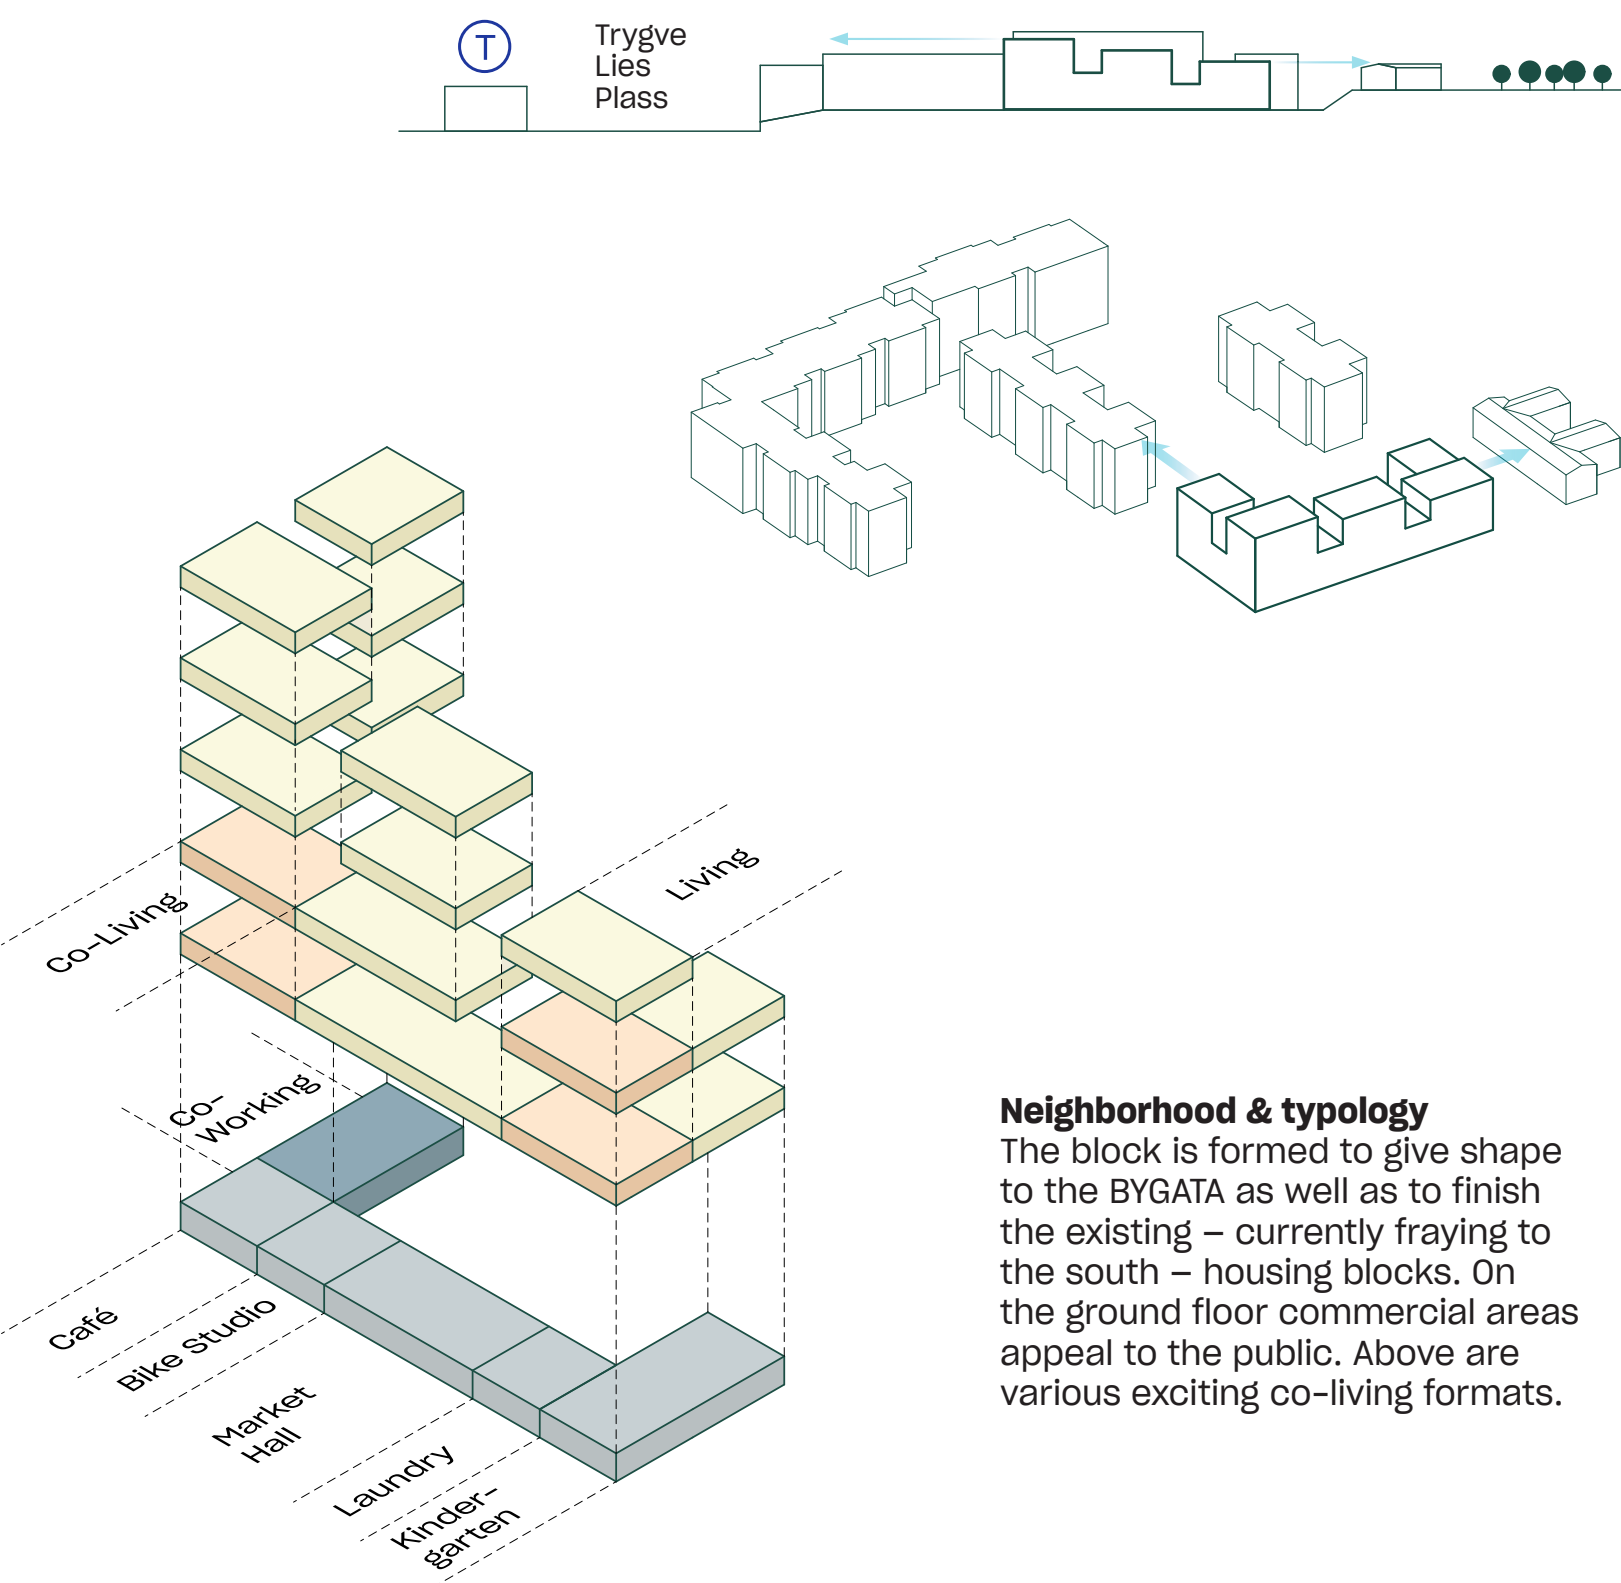 T
Trygve
Lies
Plass
Living
Co-Living
Co-
Working
Café
Bike Studio
Market
Hall
Laundry
Kinder-
garten
Neighborhood & typology
The block is formed to give shape
to the BYGATA as well as to finish
the existing – currently fraying to
the south – housing blocks. On
the ground floor commercial areas
appeal to the public. Above are
various exciting co-living formats.